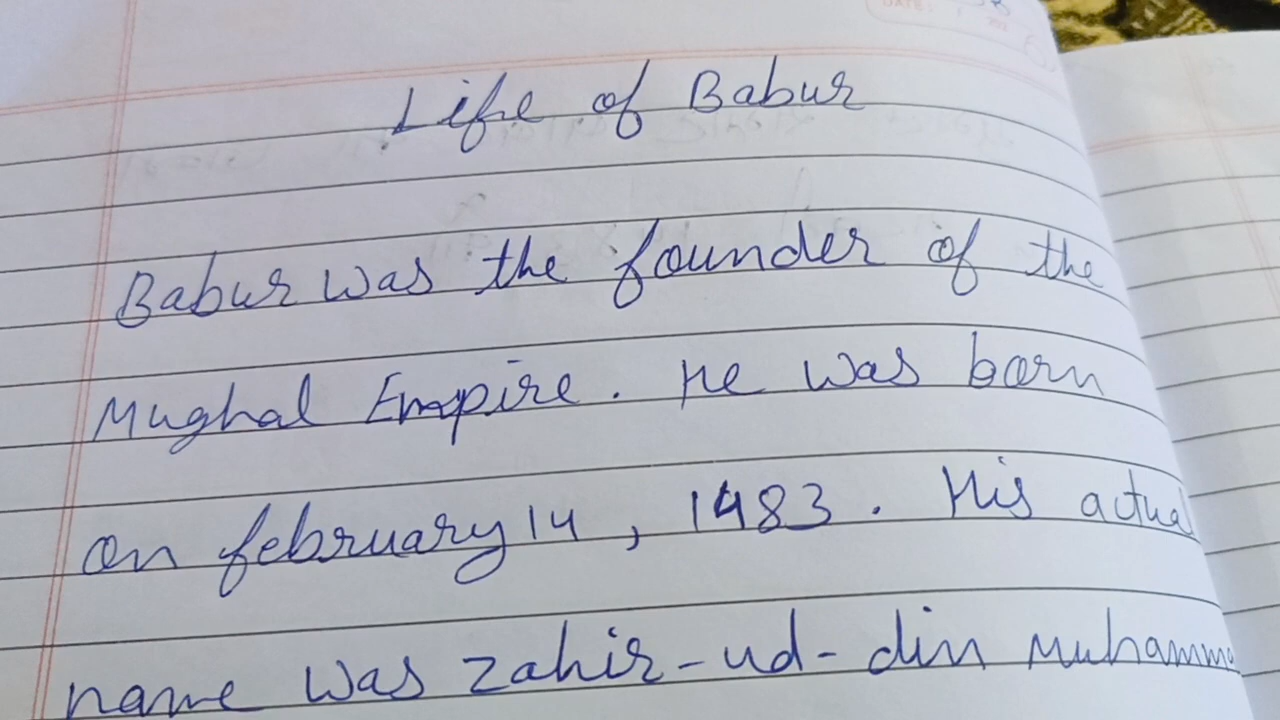 Life of Babur
Babur was the founder of the
Mughal Empire. He was born
on february 14, 1483. His actual
name was zahir-ud-din Muhamma